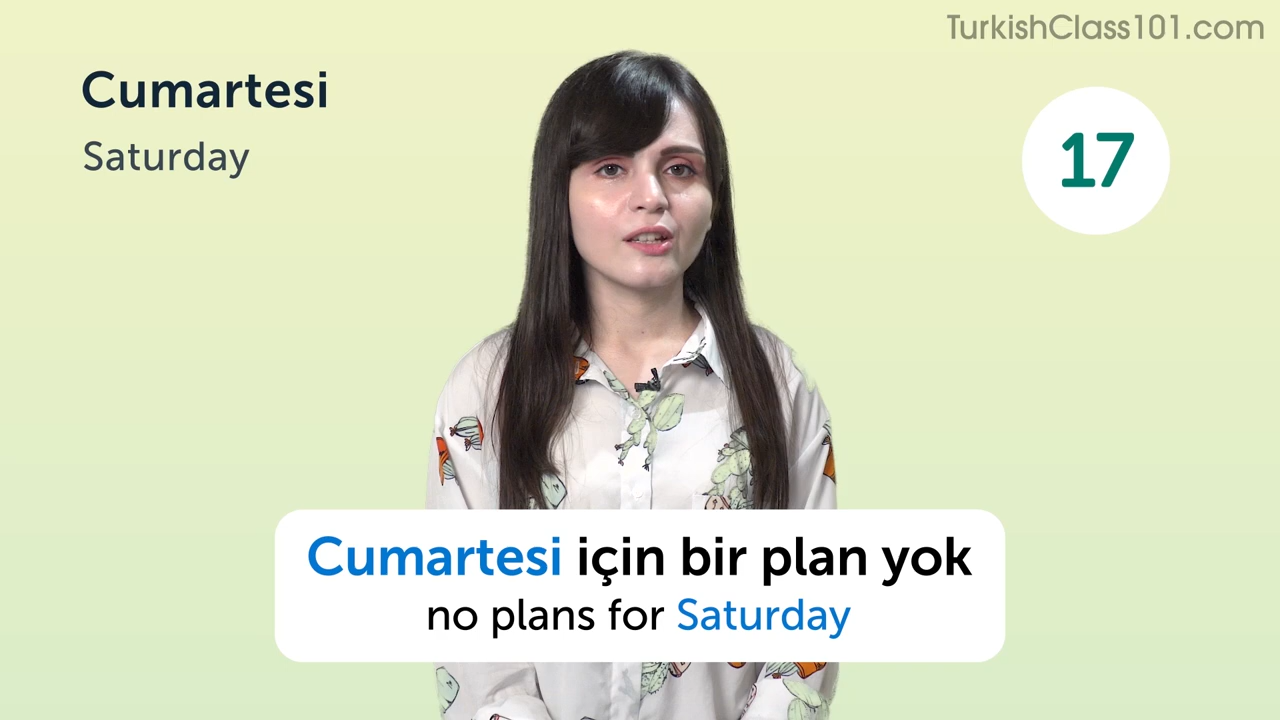 TurkishClass101.com
Cumartesi
Saturday
17
Cumartesi için bir plan yok
no plans for Saturday